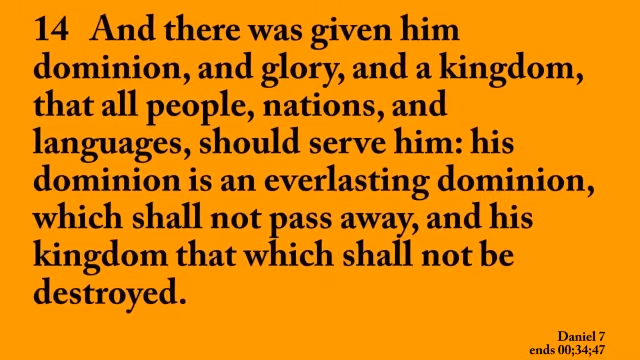 14 And there was given him
dominion, and glory, and a kingdom,
that all people, nations, and
languages, should serve him: his
dominion is an everlasting dominion,
which shall not pass away, and his
kingdom that which shall not be
destroyed.
Daniel 7
ends 00;34;47